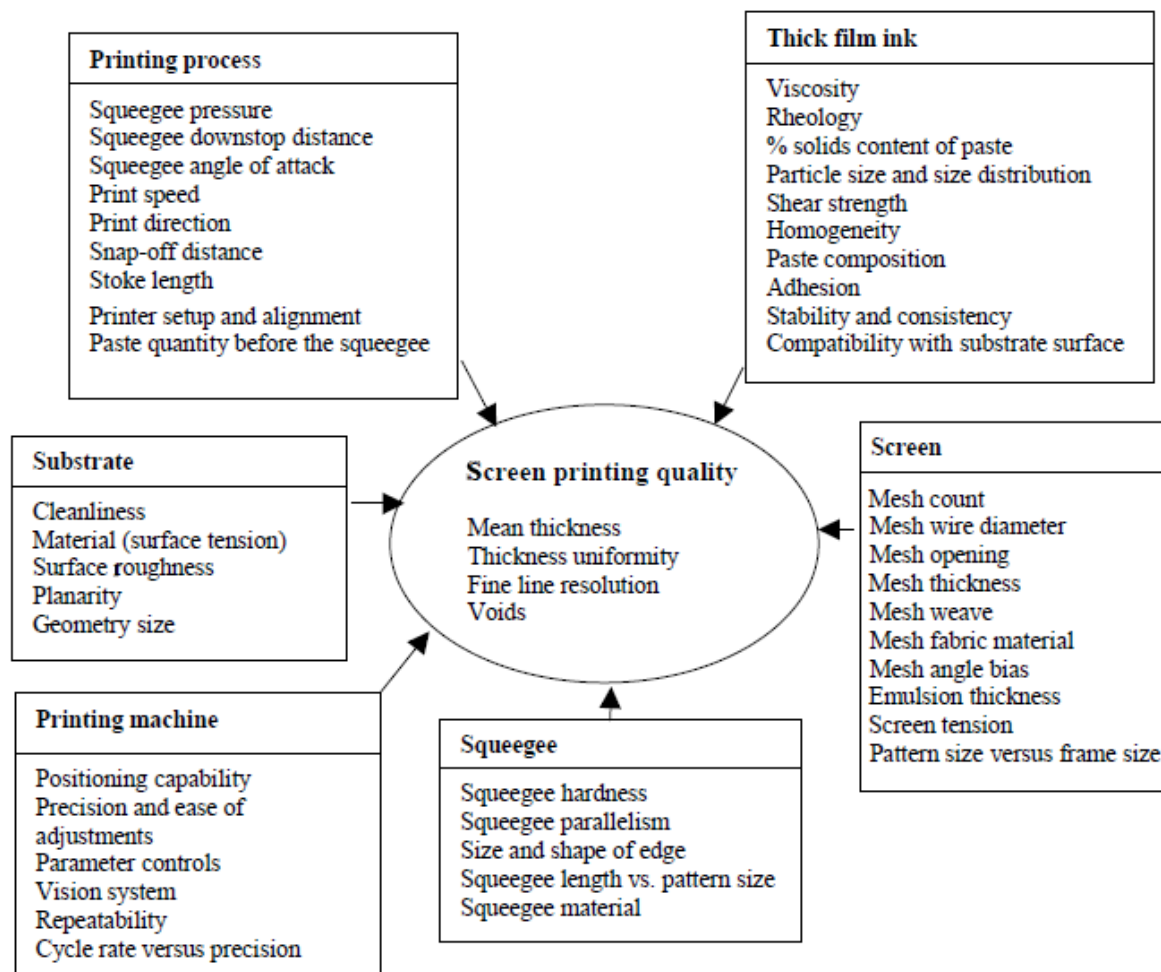 Printing process
Squeegee pressure
Squeegee downstop distance
Squeegee angle of attack
Print speed
Print direction
Snap-off distance
Stoke length
Printer setup and alignment
Paste quantity before the squeegee
Thick film ink
Viscosity
Rheology
% solids content of paste
Particle size and size distribution
Shear strength
Homogeneity
Paste composition
Adhesion
Stability and consistency
Compatibility with substrate surface
Substrate
Cleanliness
Material (surface tension)
Surface roughness
Planarity
Geometry size
Screen printing quality
Mean thickness
Thickness uniformity
Fine line resolution
Voids
Screen
Mesh count
Mesh wire diameter
Mesh opening
Mesh thickness
Mesh weave
Mesh fabric material
Mesh angle bias
Emulsion thickness
Screen tension
Pattern size versus frame size
Printing machine
Positioning capability
Precision and ease of
adjustments
Parameter controls
Vision system
Repeatability
Cycle rate versus precision
Squeegee
Squeegee hardness
Squeegee parallelism
Size and shape of edge
Squeegee length vs. pattern size
Squeegee material